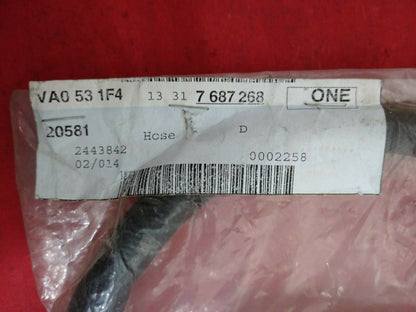 VA0 53 1F4 13 31 7 687 268 ONE
20581 Hose D
2443842 0002258
02/014